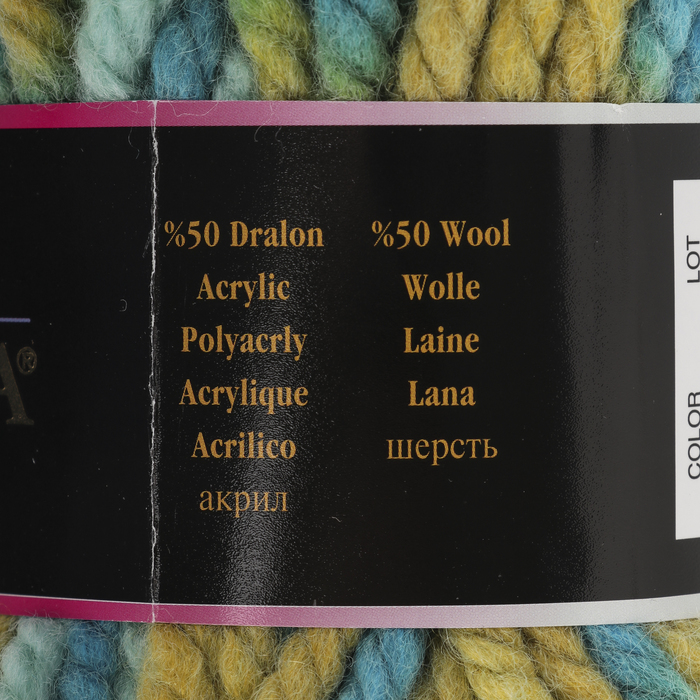 %50 Dralon
Acrylic
Polyacrly
Acrylique
Acrilico
акрил
%50 Wool
Wolle
Laine
Lana
шерсть
A®
COLOR
LOT